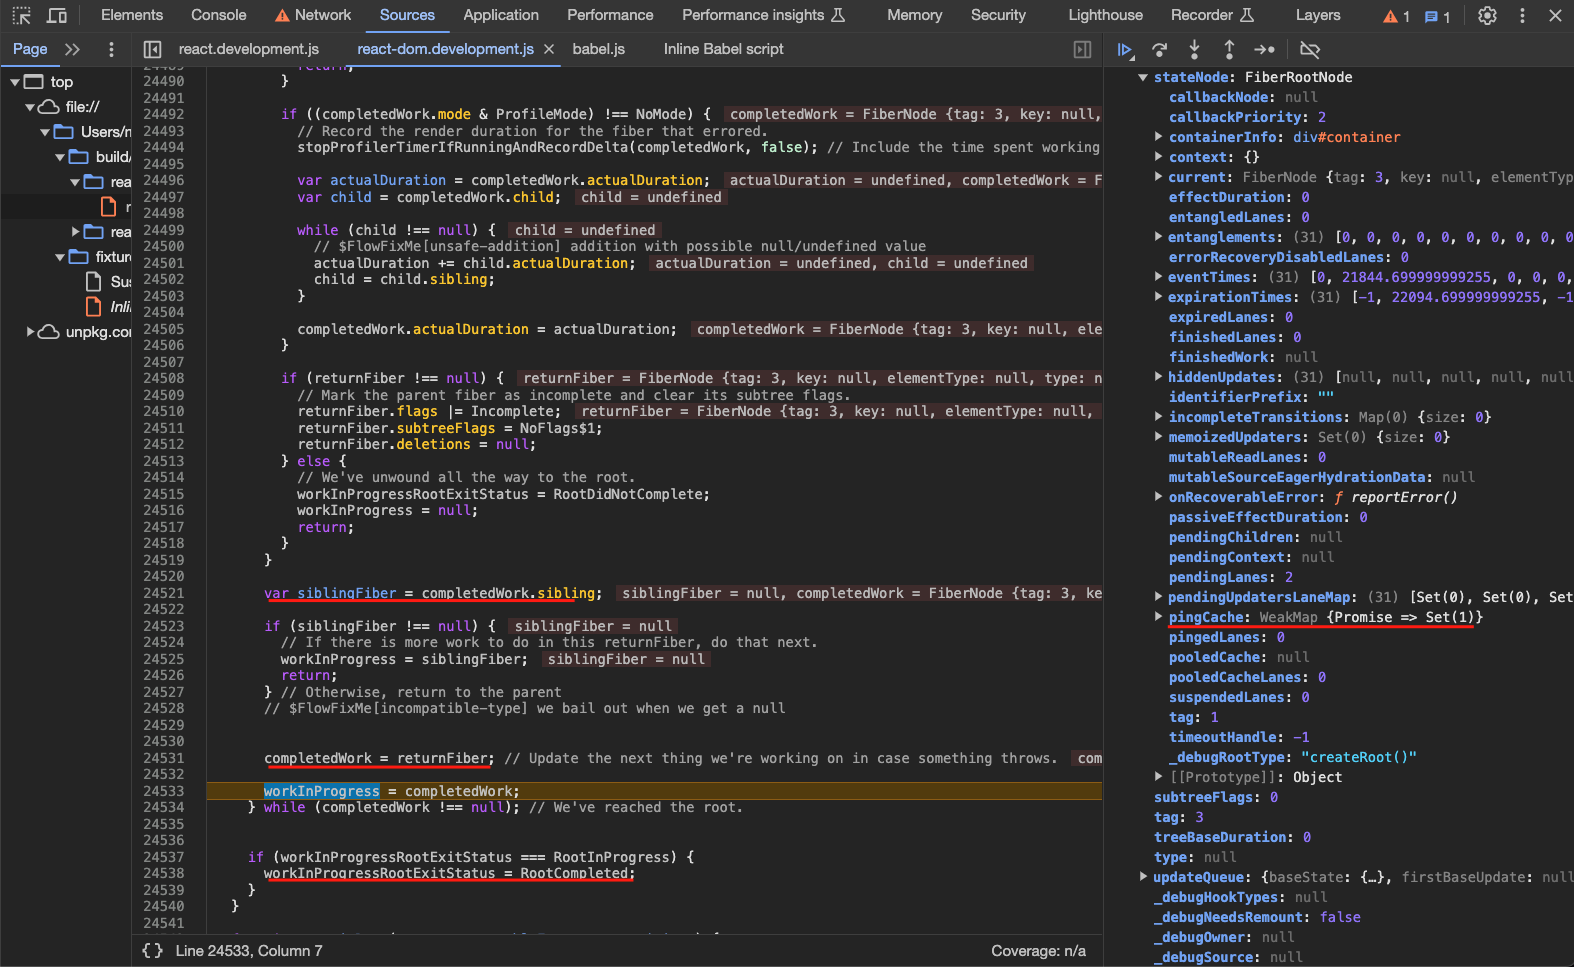 Elements Console Network Sources Application Performance Performance insights Memory Security Lighthouse Recorder Layers 1 1
Page react.development.js react-dom.development.js babel.js Inline Babel script
top
file://
Users/n
build/
rea
r
rea
fixture
Sus
Inli
unpkg.con
24490 }
24491
24492 if ((completedWork.mode & ProfileMode) !== NoMode) { completedWork = FiberNode {tag: 3, key: null,
24493 // Record the render duration for the fiber that errored.
24494 stopProfilerTimerIfRunningAndRecordDelta(completedWork, false); // Include the time spent working
24495
24496 var actualDuration = completedWork.actualDuration; actualDuration = undefined, completedWork = F
24497 var child = completedWork.child; child = undefined
24498
24499 while (child !== null) { child = undefined
24500 // $FlowFixMe[unsafe-addition] addition with possible null/undefined value
24501 actualDuration += child.actualDuration; actualDuration = undefined, child = undefined
24502 child = child.sibling;
24503 }
24504
24505 completedWork.actualDuration = actualDuration; completedWork = FiberNode {tag: 3, key: null, ele
24506 }
24507
24508 if (returnFiber !== null) { returnFiber = FiberNode {tag: 3, key: null, elementType: null, type: n
24509 // Mark the parent fiber as incomplete and clear its subtree flags.
24510 returnFiber.flags |= Incomplete; returnFiber = FiberNode {tag: 3, key: null, elementType: null,
24511 returnFiber.subtreeFlags = NoFlags$1;
24512 returnFiber.deletions = null;
24513 } else {
24514 // We've unwound all the way to the root.
24515 workInProgressRootExitStatus = RootDidNotComplete;
24516 workInProgress = null;
24517 return;
24518 }
24519 }
24520
24521 var siblingFiber = completedWork.sibling; siblingFiber = null, completedWork = FiberNode {tag: 3, ke
24522
24523 if (siblingFiber !== null) { siblingFiber = null
24524 // If there is more work to do in this returnFiber, do that next.
24525 workInProgress = siblingFiber; siblingFiber = null
24526 return;
24527 } // Otherwise, return to the parent
24528 // $FlowFixMe[incompatible-type] we bail out when we get a null
24529
24530
24531 completedWork = returnFiber; // Update the next thing we're working on in case something throws. com
24532
24533 workInProgress = completedWork;
24534 } while (completedWork !== null); // We've reached the root.
24535
24536
24537 if (workInProgressRootExitStatus === RootInProgress) {
24538 workInProgressRootExitStatus = RootCompleted;
24539 }
24540 }
24541
{} Line 24533, Column 7 Coverage: n/a
stateNode: FiberRootNode
callbackNode: null
callbackPriority: 2
containerInfo: div#container
context: {}
current: FiberNode {tag: 3, key: null, elementTyp
effectDuration: 0
entangledLanes: 0
entanglements: (31) [0, 0, 0, 0, 0, 0, 0, 0, 0, 0
errorRecoveryDisabledLanes: 0
eventTimes: (31) [0, 21844.699999999255, 0, 0, 0,
expirationTimes: (31) [-1, 22094.699999999255, -1
expiredLanes: 0
finishedLanes: 0
finishedWork: null
hiddenUpdates: (31) [null, null, null, null, null
identifierPrefix: ""
incompleteTransitions: Map(0) {size: 0}
memoizedUpdaters: Set(0) {size: 0}
mutableReadLanes: 0
mutableSourceEagerHydrationData: null
onRecoverableError: ƒ reportError()
passiveEffectDuration: 0
pendingChildren: null
pendingContext: null
pendingLanes: 2
pendingUpdatersLaneMap: (31) [Set(0), Set(0), Set
pingCache: WeakMap {Promise => Set(1)}
pingedLanes: 0
pooledCache: null
pooledCacheLanes: 0
suspendedLanes: 0
tag: 1
timeoutHandle: -1
_debugRootType: "createRoot()"
[[Prototype]]: Object
subtreeFlags: 0
tag: 3
treeBaseDuration: 0
type: null
updateQueue: {baseState: {…}, firstBaseUpdate: null
_debugHookTypes: null
_debugNeedsRemount: false
_debugOwner: null
_debugSource: null